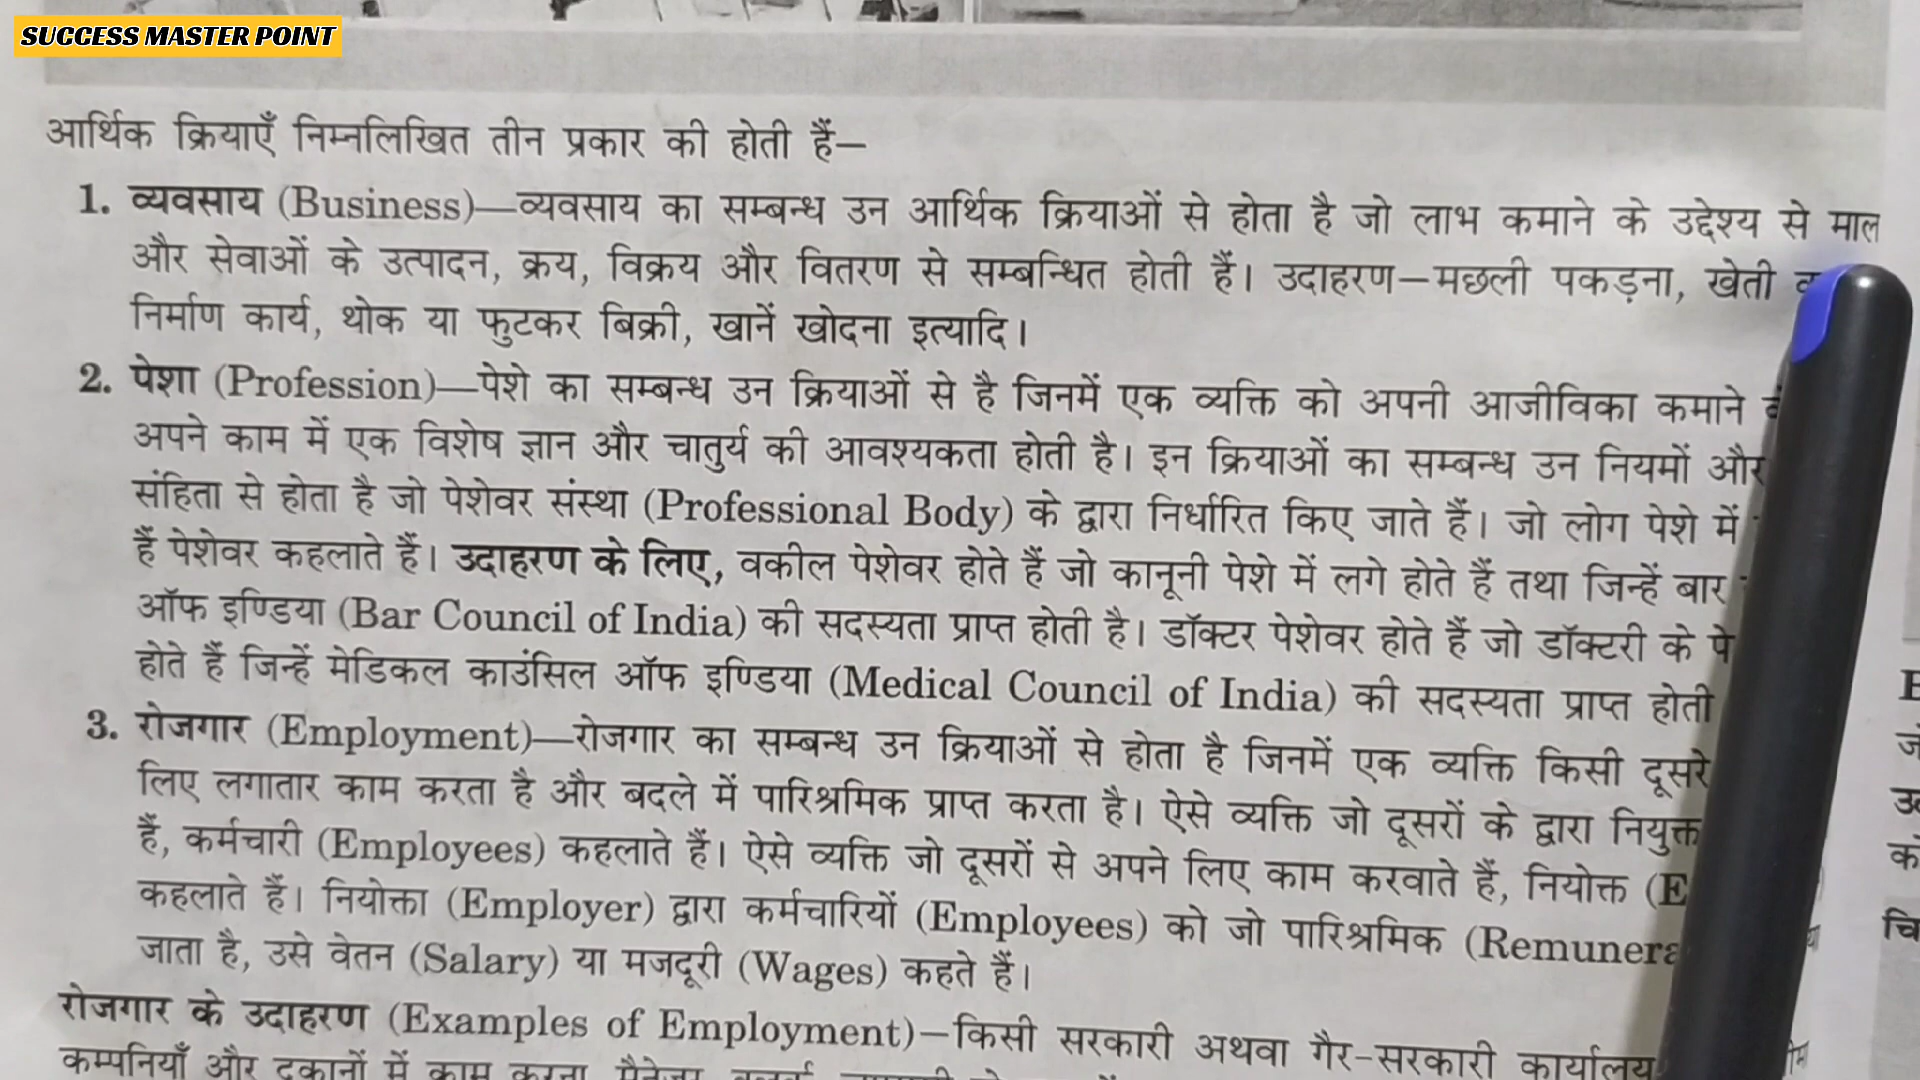 SUCCESS MASTER POINT
आर्थिक क्रियाएँ निम्नलिखित तीन प्रकार की होती हैं—
1. व्यवसाय (Business)—व्यवसाय का सम्बन्ध उन आर्थिक क्रियाओं से होता है जो लाभ कमाने के उद्देश्य से माल
और सेवाओं के उत्पादन, क्रय, विक्रय और वितरण से सम्बन्धित होती हैं। उदाहरण—मछली पकड़ना, खेती
निर्माण कार्य, थोक या फुटकर बिक्री, खानें खोदना इत्यादि।
2. पेशा (Profession)—पेशे का सम्बन्ध उन क्रियाओं से है जिनमें एक व्यक्ति को अपनी आजीविका कमाने
अपने काम में एक विशेष ज्ञान और चातुर्य की आवश्यकता होती है। इन क्रियाओं का सम्बन्ध उन नियमों और
संहिता से होता है जो पेशेवर संस्था (Professional Body) के द्वारा निर्धारित किए जाते हैं। जो लोग पेशे में
हैं पेशेवर कहलाते हैं। उदाहरण के लिए, वकील पेशेवर होते हैं जो कानूनी पेशे में लगे होते हैं तथा जिन्हें बार
ऑफ इण्डिया (Bar Council of India) की सदस्यता प्राप्त होती है। डॉक्टर पेशेवर होते हैं जो डॉक्टरी के पे
होते हैं जिन्हें मेडिकल काउंसिल ऑफ इण्डिया (Medical Council of India) की सदस्यता प्राप्त होती
3. रोजगार (Employment)—रोजगार का सम्बन्ध उन क्रियाओं से होता है जिनमें एक व्यक्ति किसी दूसरे
लिए लगातार काम करता है और बदले में पारिश्रमिक प्राप्त करता है। ऐसे व्यक्ति जो दूसरों के द्वारा नियुक्त
हैं, कर्मचारी (Employees) कहलाते हैं। ऐसे व्यक्ति जो दूसरों से अपने लिए काम करवाते हैं, नियोक्त (E
कहलाते हैं। नियोक्ता (Employer) द्वारा कर्मचारियों (Employees) को जो पारिश्रमिक (Remunera
जाता है, उसे वेतन (Salary) या मजदूरी (Wages) कहते हैं।
रोजगार के उदाहरण (Examples of Employment)—किसी सरकारी अथवा गैर-सरकारी कार्यालय
कम्पनियाँ और दुकानों में काम करना